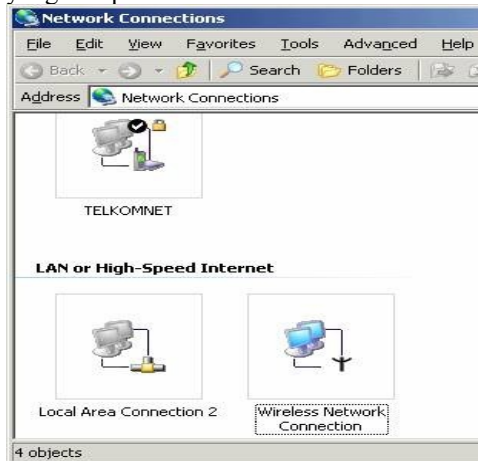 Network Connections
File Edit View Favorites Tools Advanced Help
Back Search Folders
Address Network Connections
TELKOMNET
LAN or High-Speed Internet
Local Area Connection 2 Wireless Network
Connection
4 objects